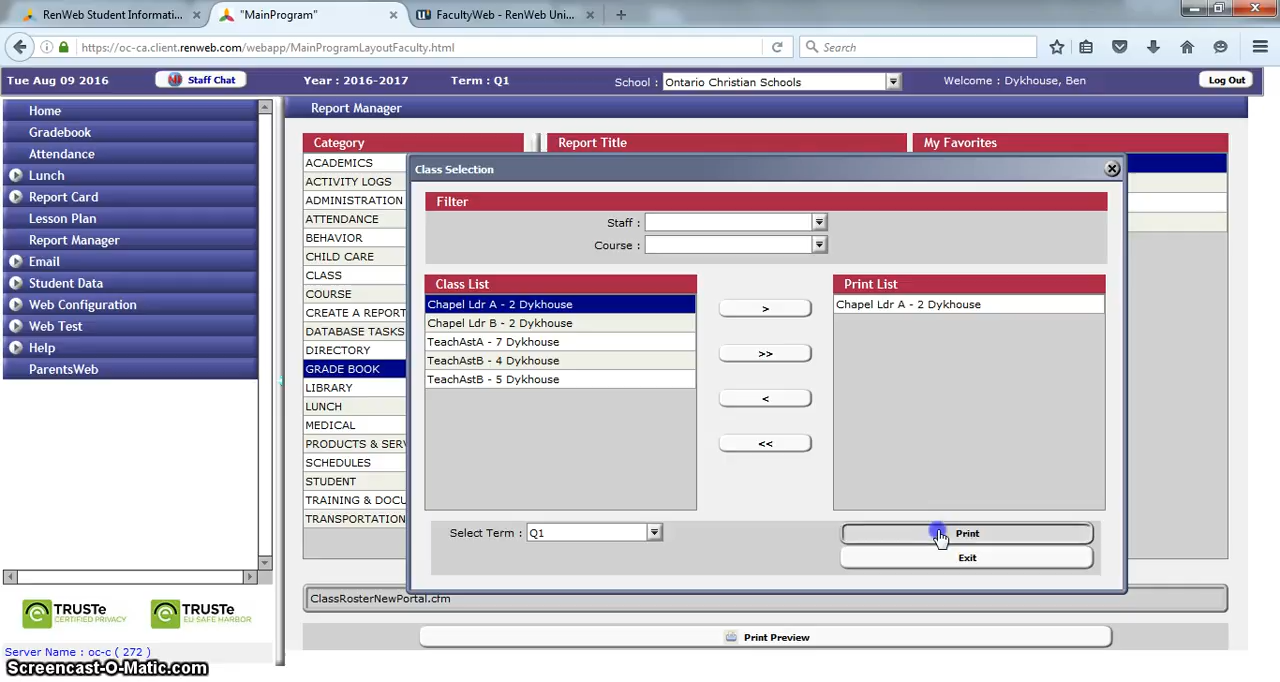 RenWeb Student Informati...
"MainProgram"
FacultyWeb - RenWeb Uni...
https://oc-ca.client.renweb.com/webapp/MainProgramLayoutFaculty.html
Search
Tue Aug 09 2016
Staff Chat
Year : 2016-2017
Term : Q1
School : Ontario Christian Schools
Welcome : Dykhouse, Ben
Log Out
Home
Gradebook
Attendance
Lunch
Report Card
Lesson Plan
Report Manager
Email
Student Data
Web Configuration
Web Test
Help
ParentsWeb
Report Manager
Category
Report Title
My Favorites
ACADEMICS
ACTIVITY LOGS
ADMINISTRATION
ATTENDANCE
BEHAVIOR
CHILD CARE
CLASS
COURSE
CREATE A REPORT
DATABASE TASKS
DIRECTORY
GRADE BOOK
LIBRARY
LUNCH
MEDICAL
PRODUCTS & SERV
SCHEDULES
STUDENT
TRAINING & DOCU
TRANSPORTATION
Class Selection
Filter
Staff :
Course :
Class List
Chapel Ldr A - 2 Dykhouse
Chapel Ldr B - 2 Dykhouse
TeachAstA - 7 Dykhouse
TeachAstB - 4 Dykhouse
TeachAstB - 5 Dykhouse
>
>>
<
<<
Print List
Chapel Ldr A - 2 Dykhouse
Select Term : Q1
Print
Exit
ClassRosterNewPortal.cfm
Print Preview
TRUSTe
CERTIFIED PRIVACY
TRUSTe
EU SAFE HARBOR
Server Name : oc-c ( 272 )
Screencast-O-Matic.com